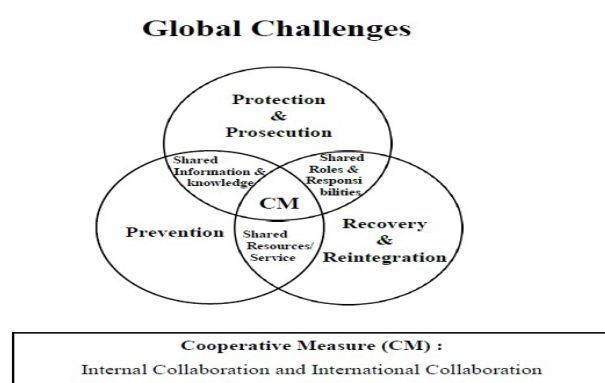 Global Challenges
Protection
&
Prosecution
Shared
Information &
knowledge
Shared
Roles &
Responsi
bilities
CM
Prevention
Shared
Resources/
Service
Recovery
&
Reintegration
Cooperative Measure (CM) :
Internal Collaboration and International Collaboration